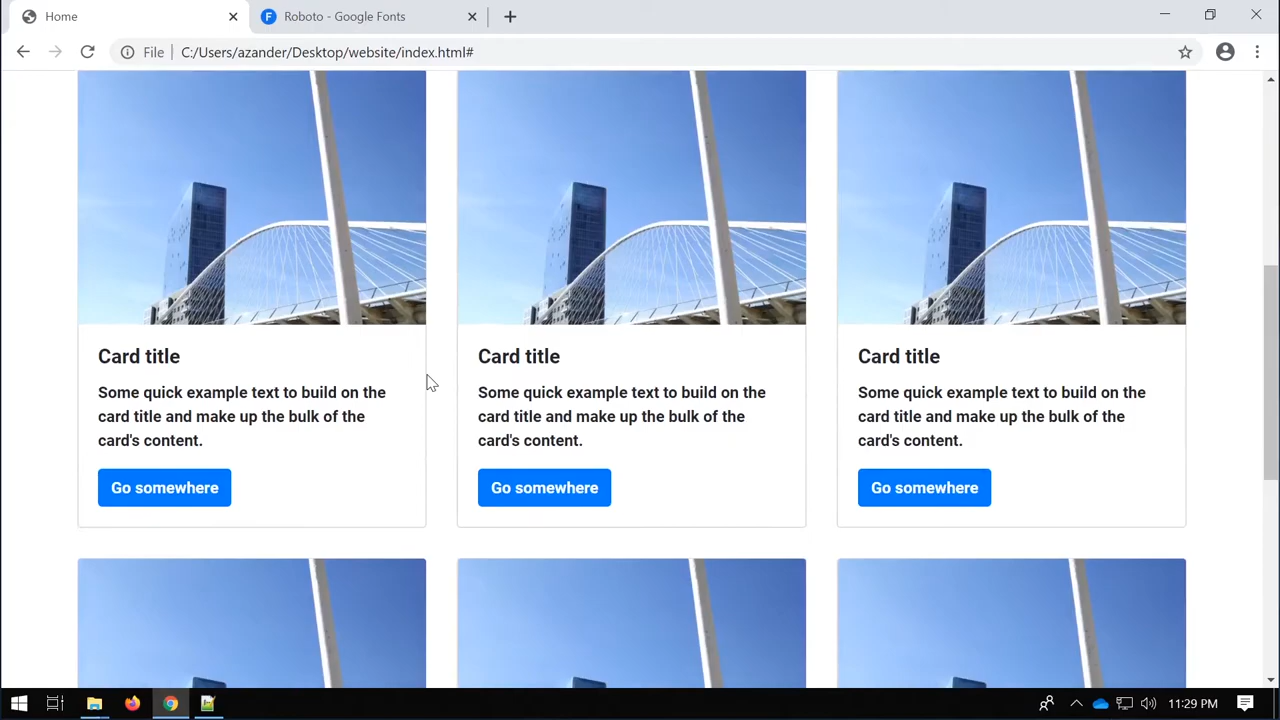 Home
Roboto - Google Fonts
File
C:/Users/azander/Desktop/website/index.html#
Card title
Some quick example text to build on the
card title and make up the bulk of the
card's content.
Go somewhere
Card title
Some quick example text to build on the
card title and make up the bulk of the
card's content.
Go somewhere
Card title
Some quick example text to build on the
card title and make up the bulk of the
card's content.
Go somewhere
11:29 PM